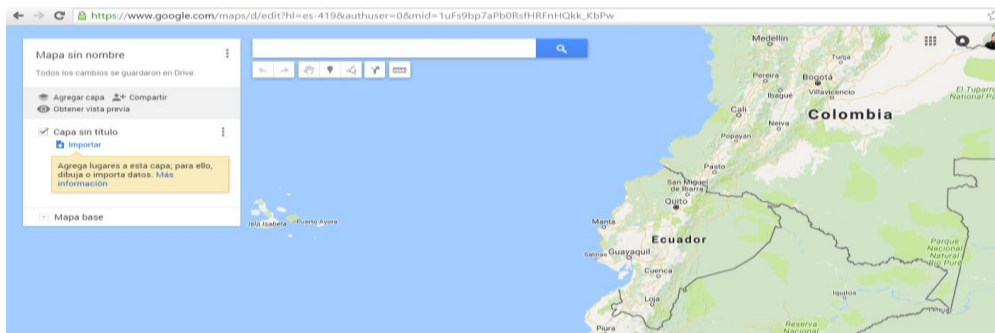 https://www.google.com/maps/d/edit?hl=es-419&authuser=0&mid=1uFs9bp7aPb0RsfHRFnHQkk_KbPw
Mapa sin nombre
Todos los cambios se guardaron en Drive.
Agregar capa Compartir
Obtener vista previa
Capa sin título
Importar
Agrega lugares a esta capa; para ello,
dibuja o importa datos. Más
información
Mapa base
Isla Isabela
Puerto Ayora
Medellín
Tunja
Pereira
Bogotá
Ibagué
Villavicencio
El Tuparro
National Pa
Cali
Colombia
Neiva
Popayán
Pasto
San Miguel
de Ibarra
Quito
Manta
Ecuador
Salinas
Guayaquil
Cuenca
Loja
Piura
Parque
Nacional
Natural
Río Puré
Iquitos
Reserva
Nacional